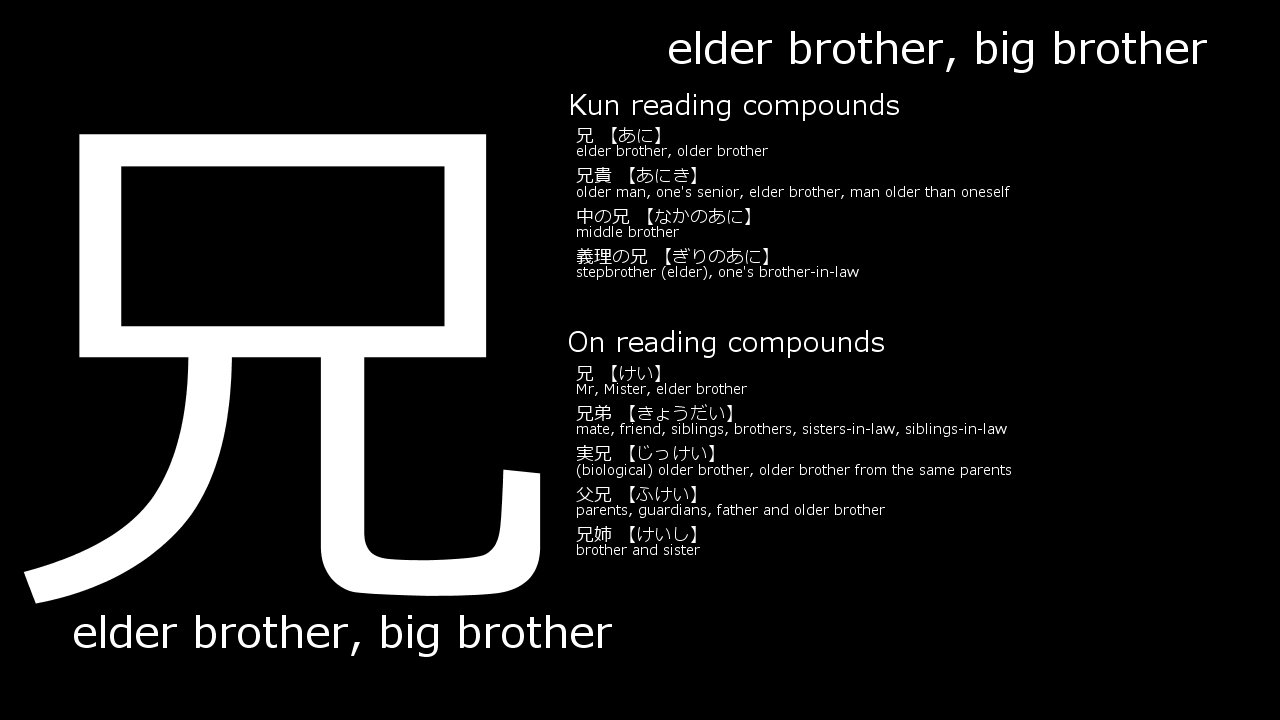 elder brother, big brother
兄
elder brother, big brother
Kun reading compounds
兄 【あに】
elder brother, older brother
兄貴 【あにき】
older man, one's senior, elder brother, man older than oneself
中の兄 【なかのあに】
middle brother
義理の兄 【ぎりのあに】
stepbrother (elder), one's brother-in-law
On reading compounds
兄 【けい】
Mr, Mister, elder brother
兄弟 【きょうだい】
mate, friend, siblings, brothers, sisters-in-law, siblings-in-law
実兄 【じっけい】
(biological) older brother, older brother from the same parents
父兄 【ふけい】
parents, guardians, father and older brother
兄姉 【けいし】
brother and sister